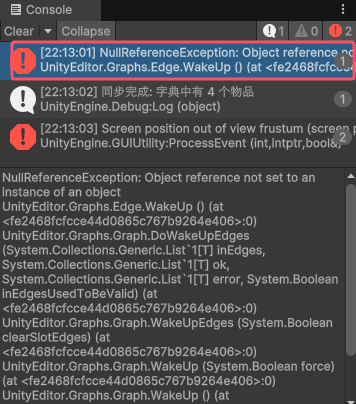 Console
Clear Collapse 1 0 2
[22:13:01] NullReferenceException: Object reference no
UnityEditor.Graphs.Edge.WakeUp () (at <fe2468fcfcce44d 1
[22:13:02] 同步完成: 字典中有 4 个物品
UnityEngine.Debug:Log (object) 1
[22:13:03] Screen position out of view frustum (screen p
UnityEngine.GUIUtility:ProcessEvent (int,intptr,bool& 2
NullReferenceException: Object reference not set to an
instance of an object
UnityEditor.Graphs.Edge.WakeUp () (at
<fe2468fcfcce44d0865c767b9264e406>:0)
UnityEditor.Graphs.Graph.DoWakeUpEdges
(System.Collections.Generic.List`1[T] inEdges,
System.Collections.Generic.List`1[T] ok,
System.Collections.Generic.List`1[T] error, System.Boolean
inEdgesUsedToBeValid) (at
<fe2468fcfcce44d0865c767b9264e406>:0)
UnityEditor.Graphs.Graph.WakeUpEdges (System.Boolean
clearSlotEdges) (at
<fe2468fcfcce44d0865c767b9264e406>:0)
UnityEditor.Graphs.Graph.WakeUp (System.Boolean force)
(at <fe2468fcfcce44d0865c767b9264e406>:0)
UnityEditor.Graphs.Graph.WakeUp () (at